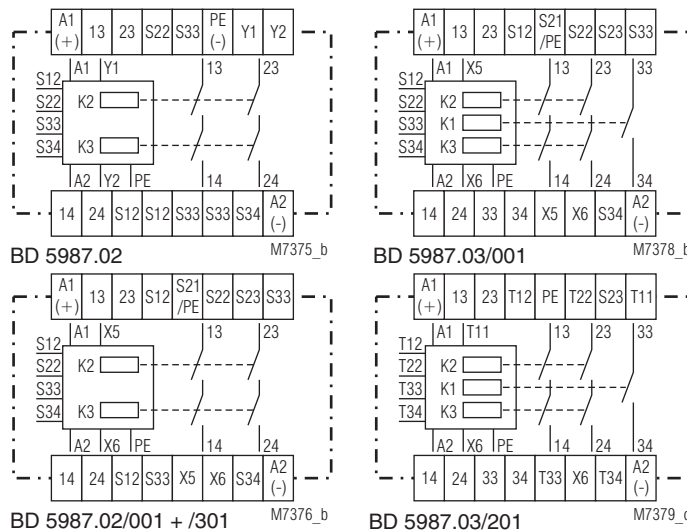 A1 (+) 13 23 S22 S33 PE (-) Y1 Y2
A1 Y1 13 23
S12
S22 K2
S33
S34 K3
A2 Y2 PE 14 24
14 24 S12 S12 S33 S33 S34 A2 (-)
BD 5987.02 M7375_b
A1 (+) 13 23 S12 S21 /PE S22 S23 S33
A1 X5 13 23 33
S12
S22 K2
S33 K1
S34 K3
A2 X6 PE 14 24 34
14 24 33 34 X5 X6 S34 A2 (-)
BD 5987.03/001 M7378_b
A1 (+) 13 23 S12 S21 /PE S22 S23 S33
A1 X5 13 23
S12
S22 K2
S33
S34 K3
A2 X6 PE 14 24
14 24 S12 S33 X5 X6 S34 A2 (-)
BD 5987.02/001 + /301 M7376_b
A1 (+) 13 23 T12 PE T22 S23 T11
A1 T11 13 23 33
T12
T22 K2
T33 K1
T34 K3
A2 X6 PE 14 24 34
14 24 33 34 T33 X6 T34 A2 (-)
BD 5987.03/201